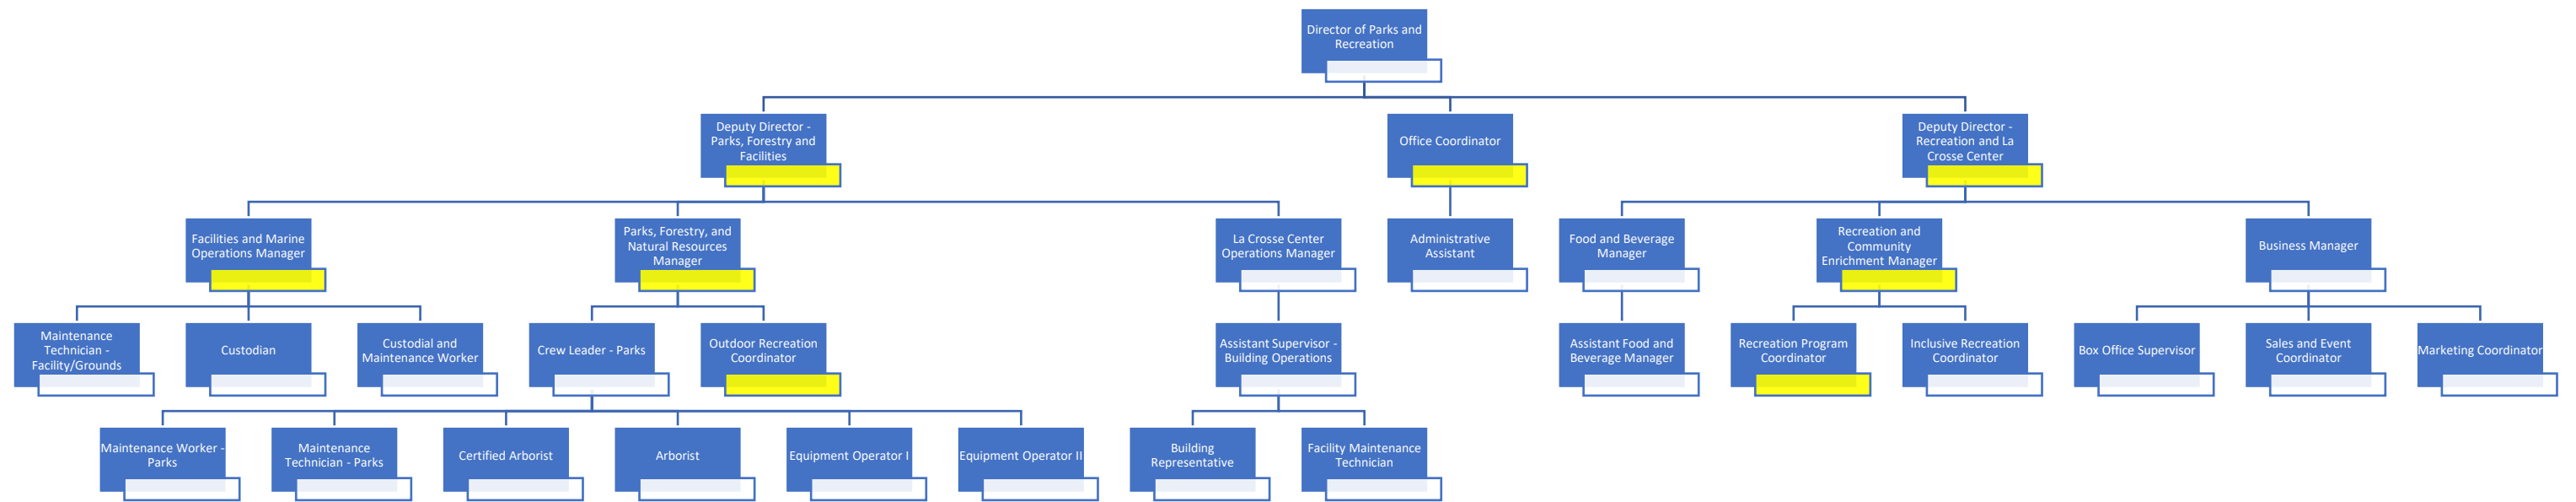 Director of Parks and
Recreation
Deputy Director -
Parks, Forestry and
Facilities
Office Coordinator
Deputy Director -
Recreation and La
Crosse Center
Facilities and Marine
Operations Manager
Parks, Forestry, and
Natural Resources
Manager
La Crosse Center
Operations Manager
Administrative
Assistant
Food and Beverage
Manager
Recreation and
Community
Enrichment Manager
Business Manager
Maintenance
Technician -
Facility/Grounds
Custodian
Custodial and
Maintenance Worker
Crew Leader - Parks
Outdoor Recreation
Coordinator
Assistant Supervisor -
Building Operations
Assistant Food and
Beverage Manager
Recreation Program
Coordinator
Inclusive Recreation
Coordinator
Box Office Supervisor
Sales and Event
Coordinator
Marketing Coordinator
Maintenance Worker -
Parks
Maintenance
Technician - Parks
Certified Arborist
Arborist
Equipment Operator I
Equipment Operator II
Building
Representative
Facility Maintenance
Technician